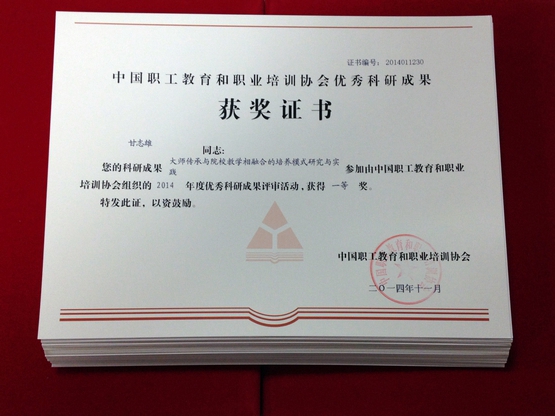 证书编号：2014011230
中国职工教育和职业培训协会优秀科研成果
获奖证书
甘志雄 同志：
您的科研成果 大师传承与院校教学相融合的培养模式研究与实践 参加由中国职工教育和职业
培训协会组织的 2014 年度优秀科研成果评审活动，获得 一等 奖。
特发此证，以资鼓励。
中国职工教育和职业培训协会
二〇一四年十一月